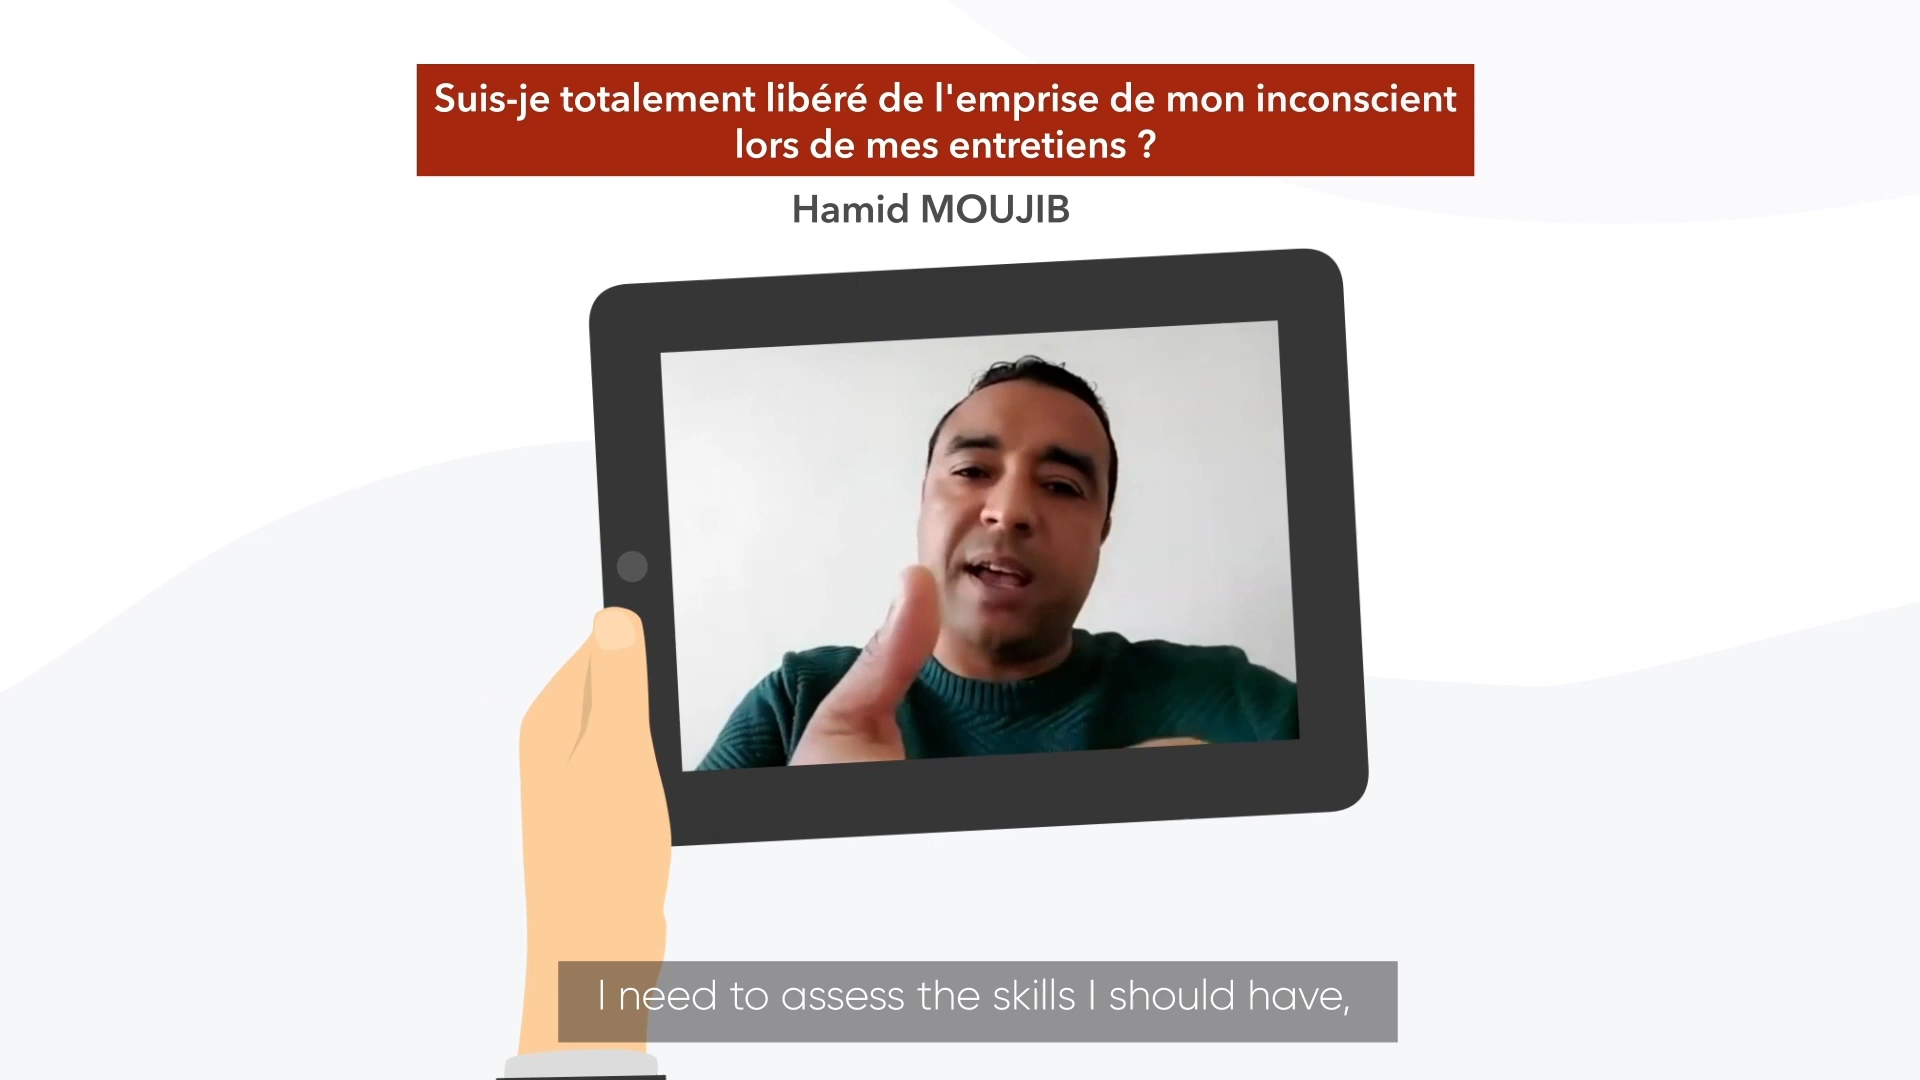 Suis-je totalement libéré de l'emprise de mon inconscient
lors de mes entretiens ?
Hamid MOUJIB
I need to assess the skills I should have,